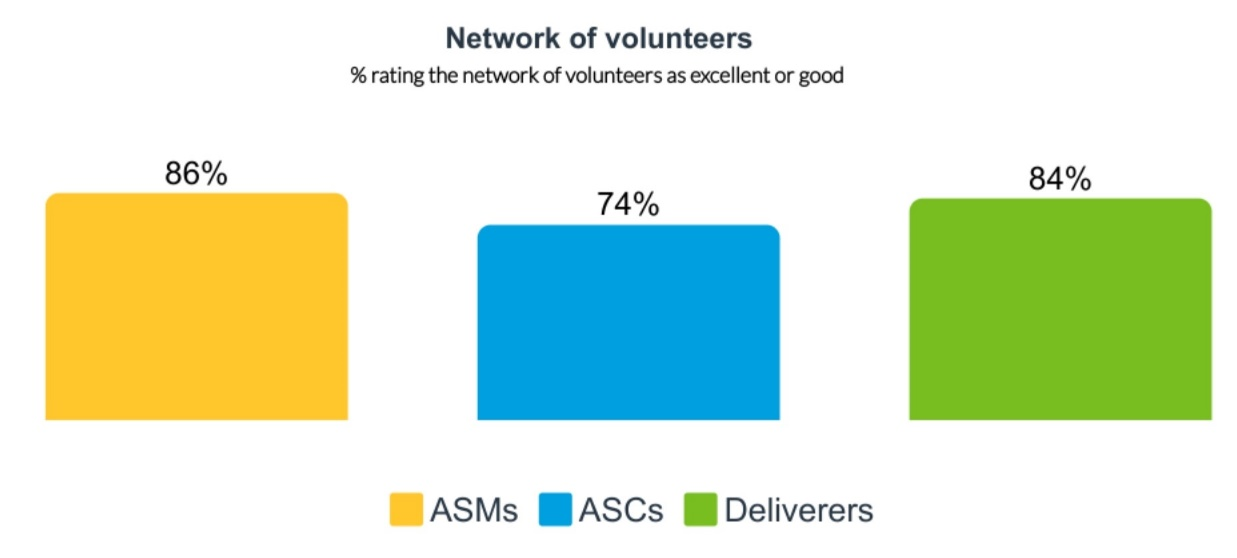 Network of volunteers
% rating the network of volunteers as excellent or good
86%
74%
84%
ASMs ASCs Deliverers